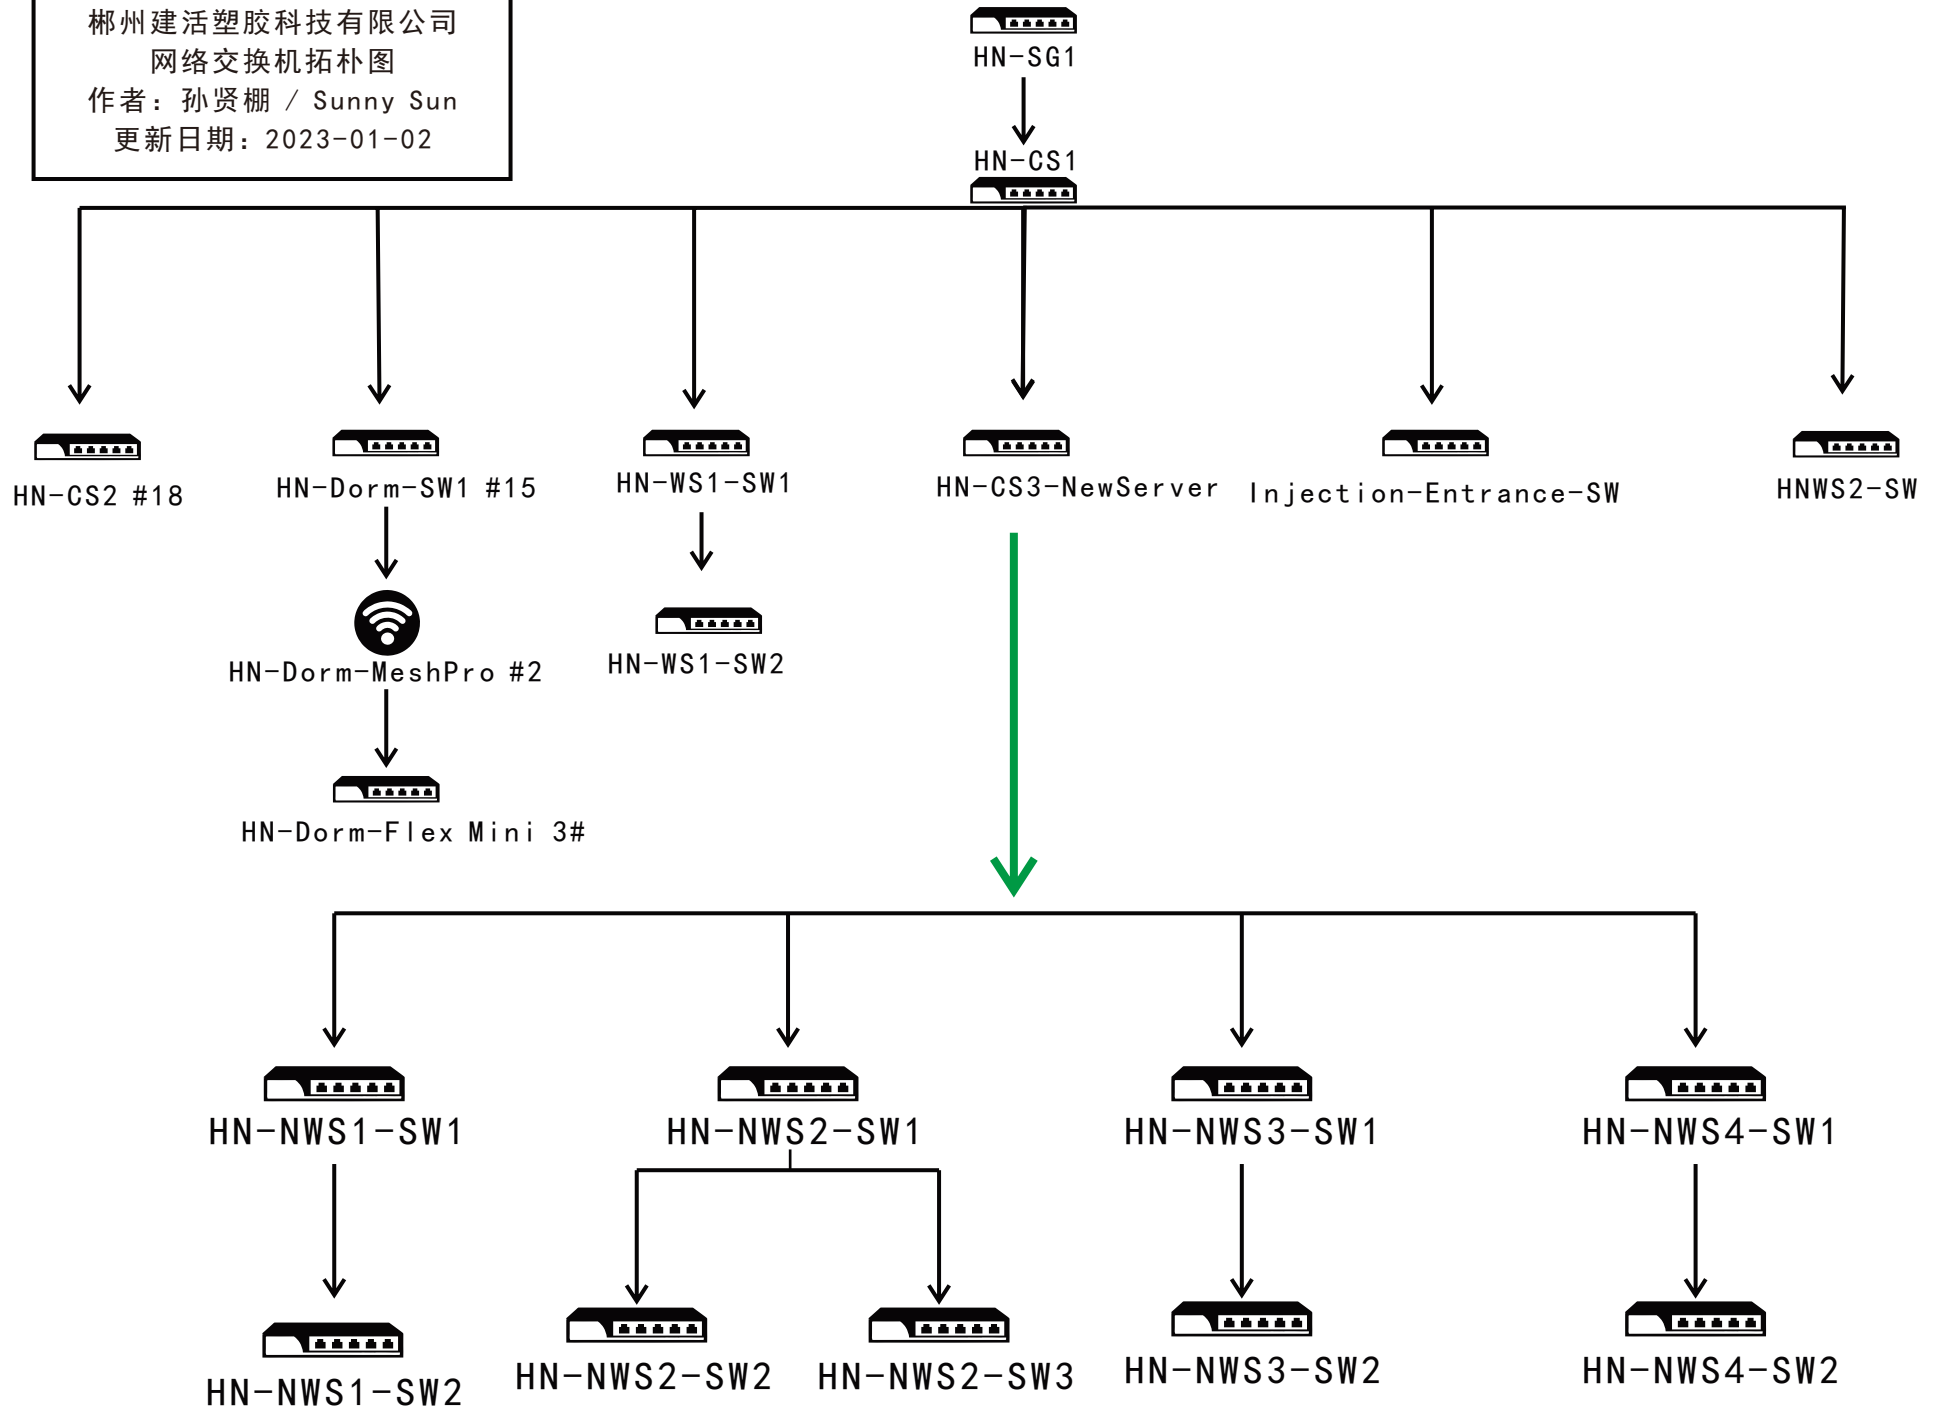 郴州建活塑胶科技有限公司
网络交换机拓朴图
作者：孙贤棚 / Sunny Sun
更新日期：2023-01-02
HN-SG1
HN-CS1
HN-CS2 #18
HN-Dorm-SW1 #15
HN-WS1-SW1
HN-CS3-NewServer
Injection-Entrance-SW
HNWS2-SW
HN-Dorm-MeshPro #2
HN-WS1-SW2
HN-Dorm-Flex Mini 3#
HN-NWS1-SW1
HN-NWS2-SW1
HN-NWS3-SW1
HN-NWS4-SW1
HN-NWS1-SW2
HN-NWS2-SW2
HN-NWS2-SW3
HN-NWS3-SW2
HN-NWS4-SW2